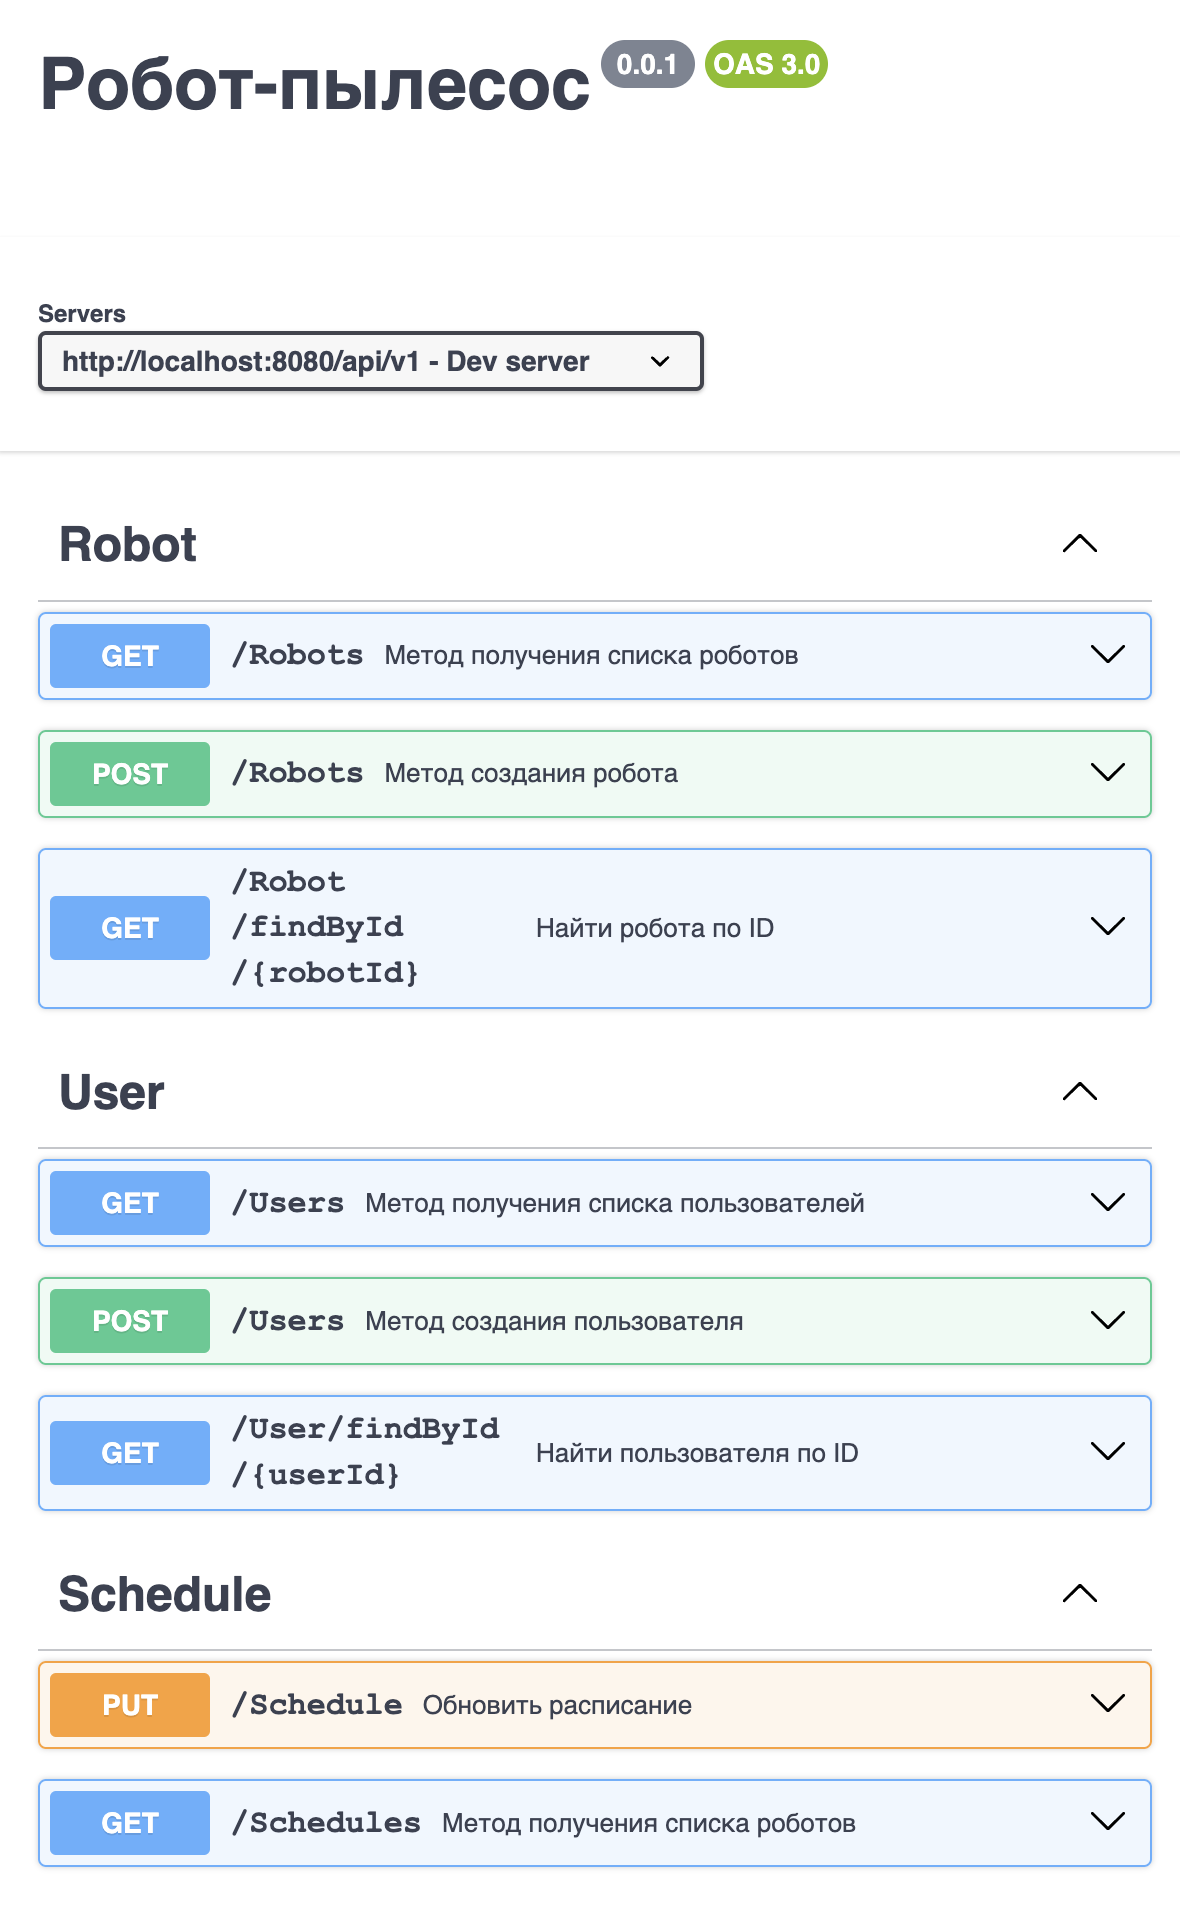 Робот-пылесос 0.0.1 OAS 3.0
Servers
http://localhost:8080/api/v1 - Dev server
Robot
GET /Robots Метод получения списка роботов
POST /Robots Метод создания робота
/Robot
/findById
GET Найти робота по ID
/{robotId}
User
GET /Users Метод получения списка пользователей
POST /Users Метод создания пользователя
GET /User/findById
/{userId} Найти пользователя по ID
Schedule
PUT /Schedule Обновить расписание
GET /Schedules Метод получения списка роботов